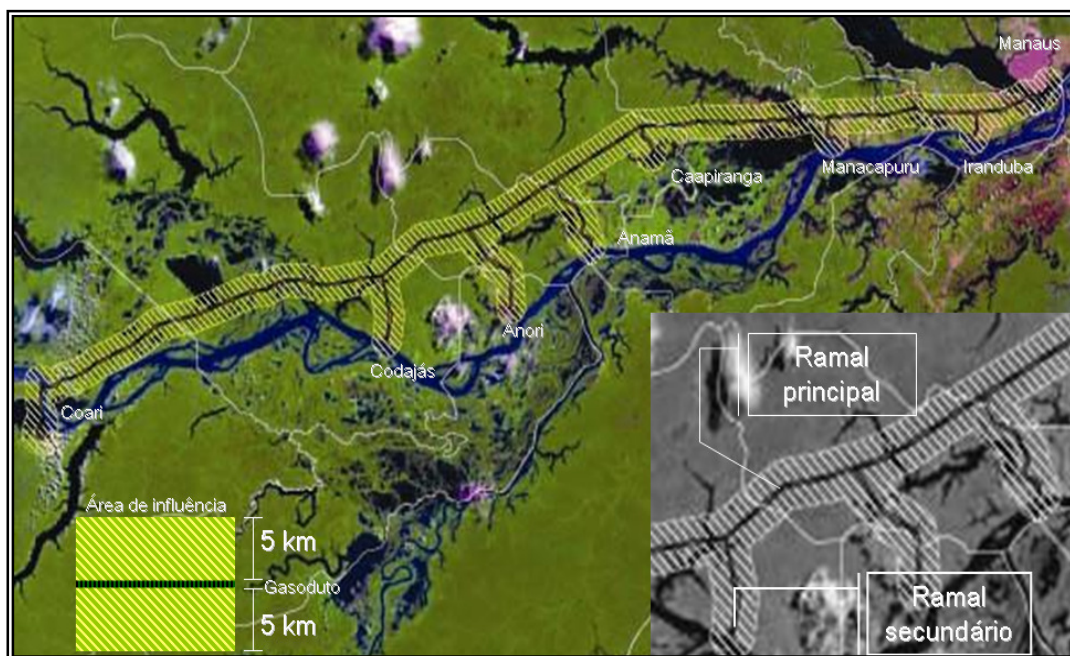 Manaus
Manacapuru
Iranduba
Caapiranga
Anamã
Anori
Codajás
Coari
Ramal
principal
Área de influência
5 km
Gasoduto
5 km
Ramal
secundário